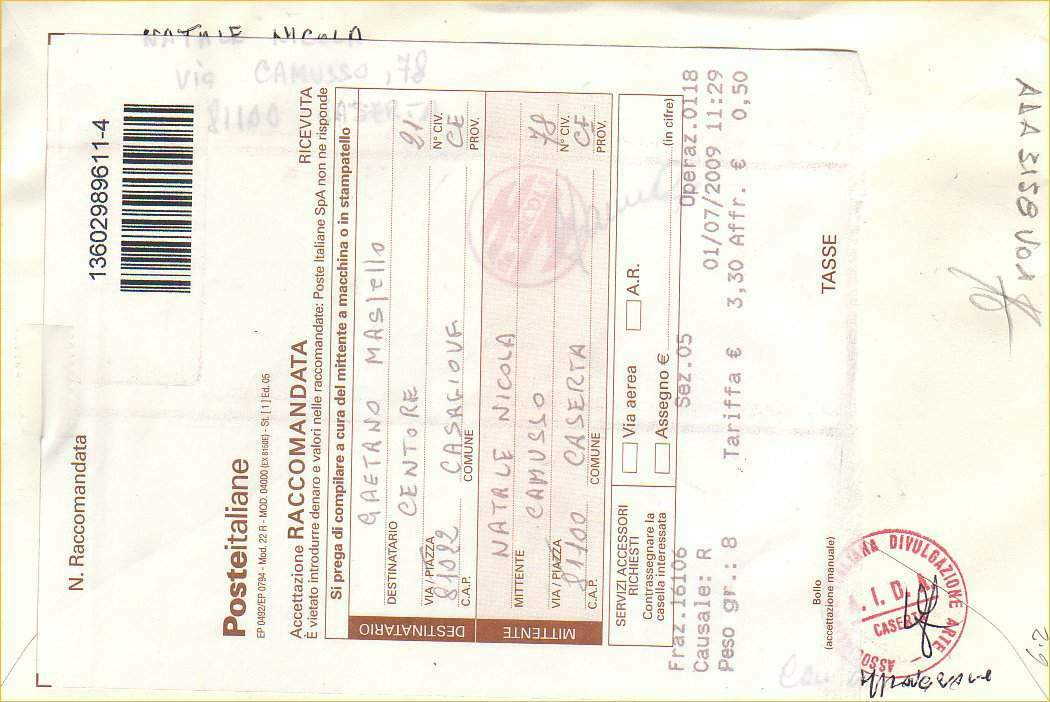 NATALE NICOLA
Via CAMUSSO, 78
81100 CASERTA
N. Raccomandata
13602989611-4
Posteitaliane
EP 0492/EP 0794 - Mod. 22 R - MOD. 04000 (EX 8150E) - St. [1] Ed. 05
Accettazione RACCOMANDATA
RICEVUTA
È vietato introdurre denaro e valori nelle raccomandate: Poste Italiane SpA non ne risponde
Si prega di compilare a cura del mittente a macchina o in stampatello
DESTINATARIO
GAETANO MASIELLO
DESTINATARIO
CENTORE 21
VIA / PIAZZA N° CIV.
81022 CASAGIOVE CE
C.A.P. COMUNE PROV.
MITTENTE
NATALE NICOLA
MITTENTE
CAMUSSO 78
VIA / PIAZZA N° CIV.
81100 CASERTA CE
C.A.P. COMUNE PROV.
NICOLA
SERVIZI ACCESSORI
RICHIESTI
Contrassegnare la
casella interessata
Via aerea A.R.
Assegno € (in cifre)
Fraz.16106 Sez.05 Operaz.0118
Causale: R 01/07/2009 11:29
Peso gr.: 8 Tariffa € 3,30 Affr. € 0,50
Bollo
(accettazione manuale)
TASSE
DIVULGAZIONE ARTE
A.I.D.A.
CASERTA